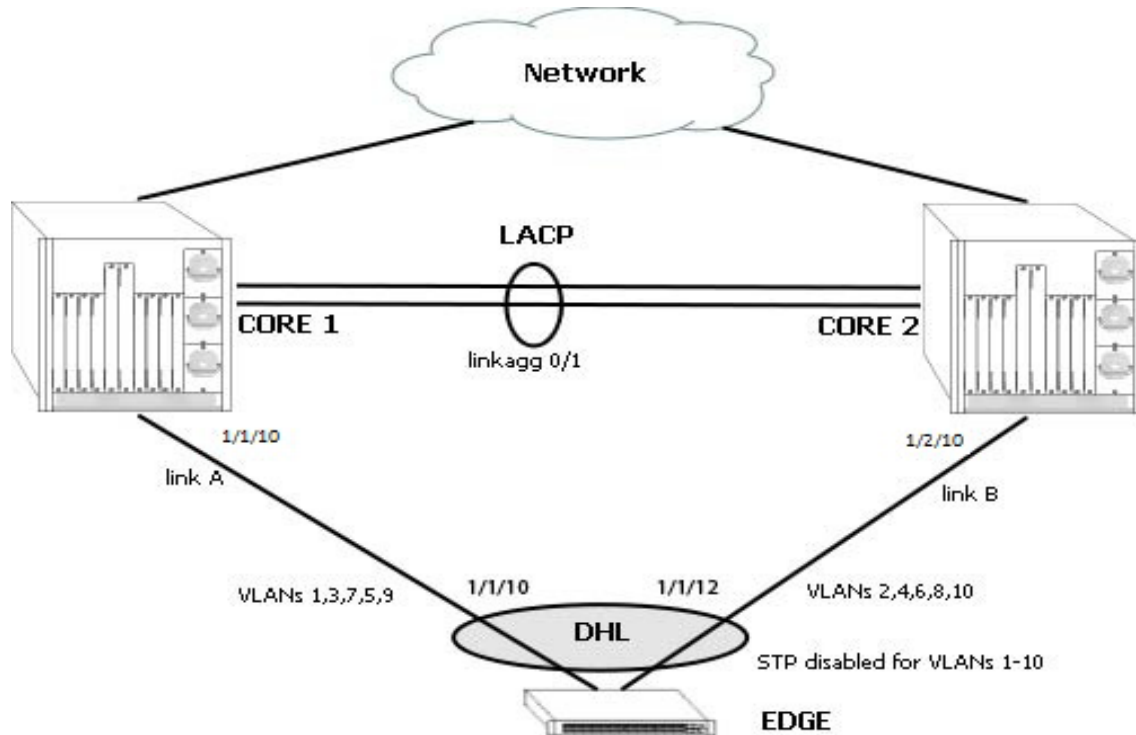 Network
LACP
CORE 1
CORE 2
linkagg 0/1
1/1/10
1/2/10
link A
link B
VLANs 1,3,7,5,9
1/1/10
1/1/12
VLANs 2,4,6,8,10
DHL
STP disabled for VLANs 1-10
EDGE